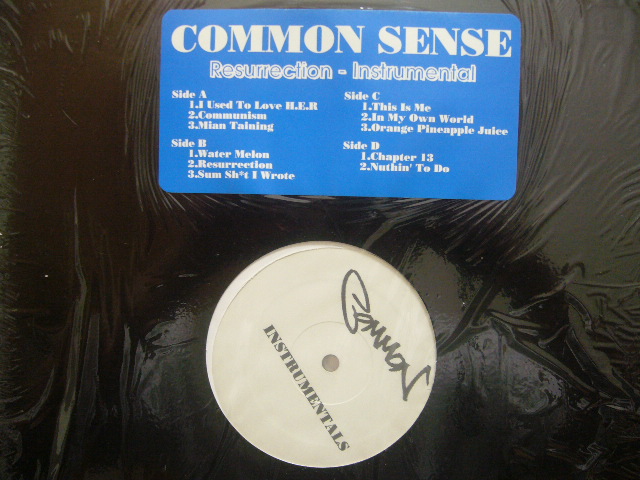 COMMON SENSE
Resurrection - Instrumental
Side A
1.I Used To Love H.E.R
2.Communism
3.Mian Taining
Side B
1.Water Melon
2.Resurrection
3.Sum Sh*t I Wrote
Side C
1.This Is Me
2.In My Own World
3.Orange Pineapple Juice
Side D
1.Chapter 13
2.Nuthin' To Do
COMMON
INSTRUMENTALS